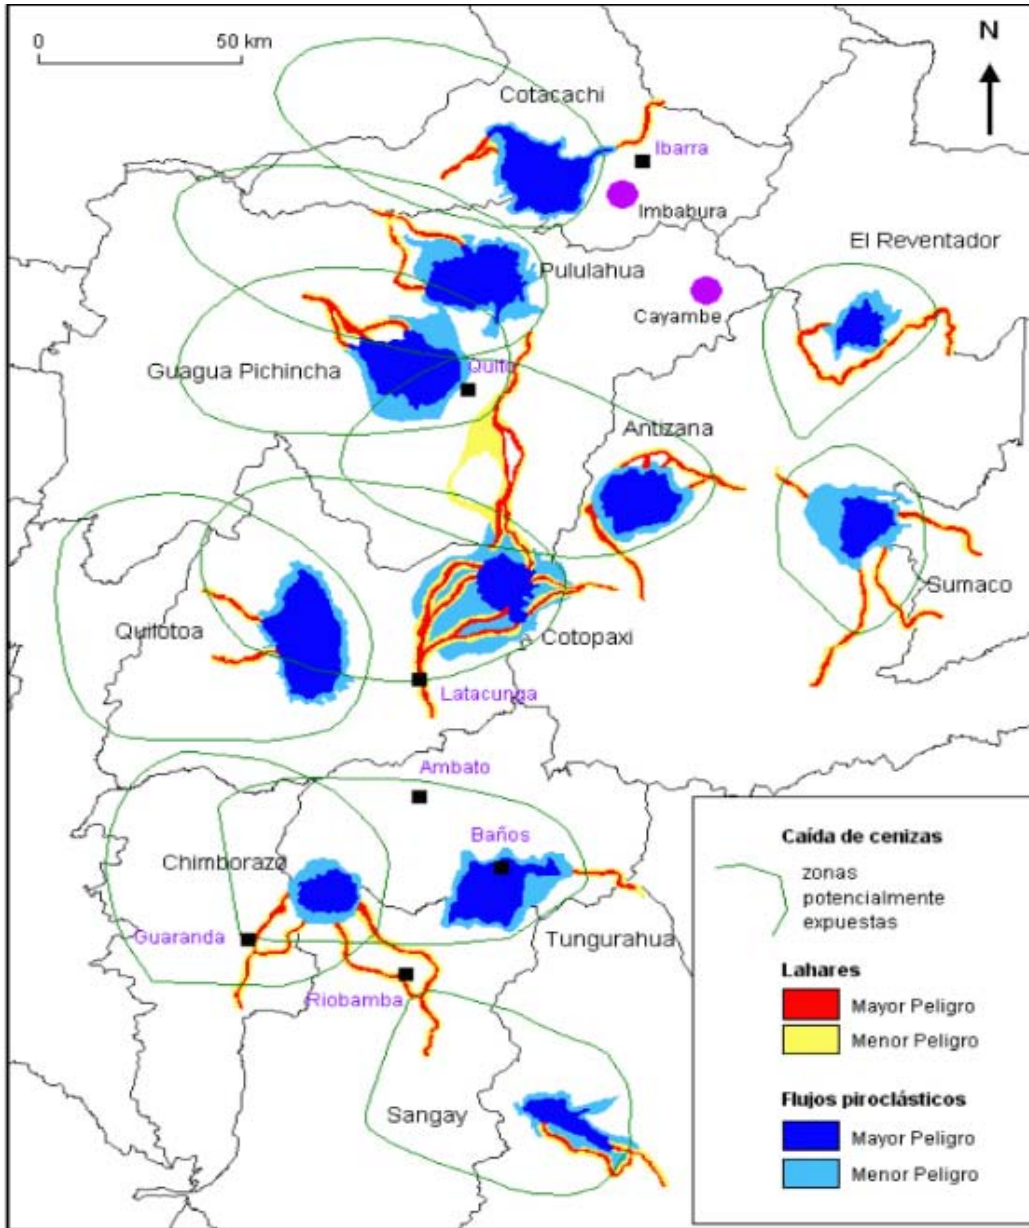 0 50 km
N
Cotacachi
Ibarra
Imbabura
El Reventador
Pululahua
Cayambe
Guagua Pichincha
Quito
Antizana
Sumaco
Quilotoa
Cotopaxi
Latacunga
Ambato
Baños
Chimborazo
Guaranda
Tungurahua
Riobamba
Sangay
Caída de cenizas
zonas
potencialmente
expuestas
Lahares
Mayor Peligro
Menor Peligro
Flujos piroclásticos
Mayor Peligro
Menor Peligro